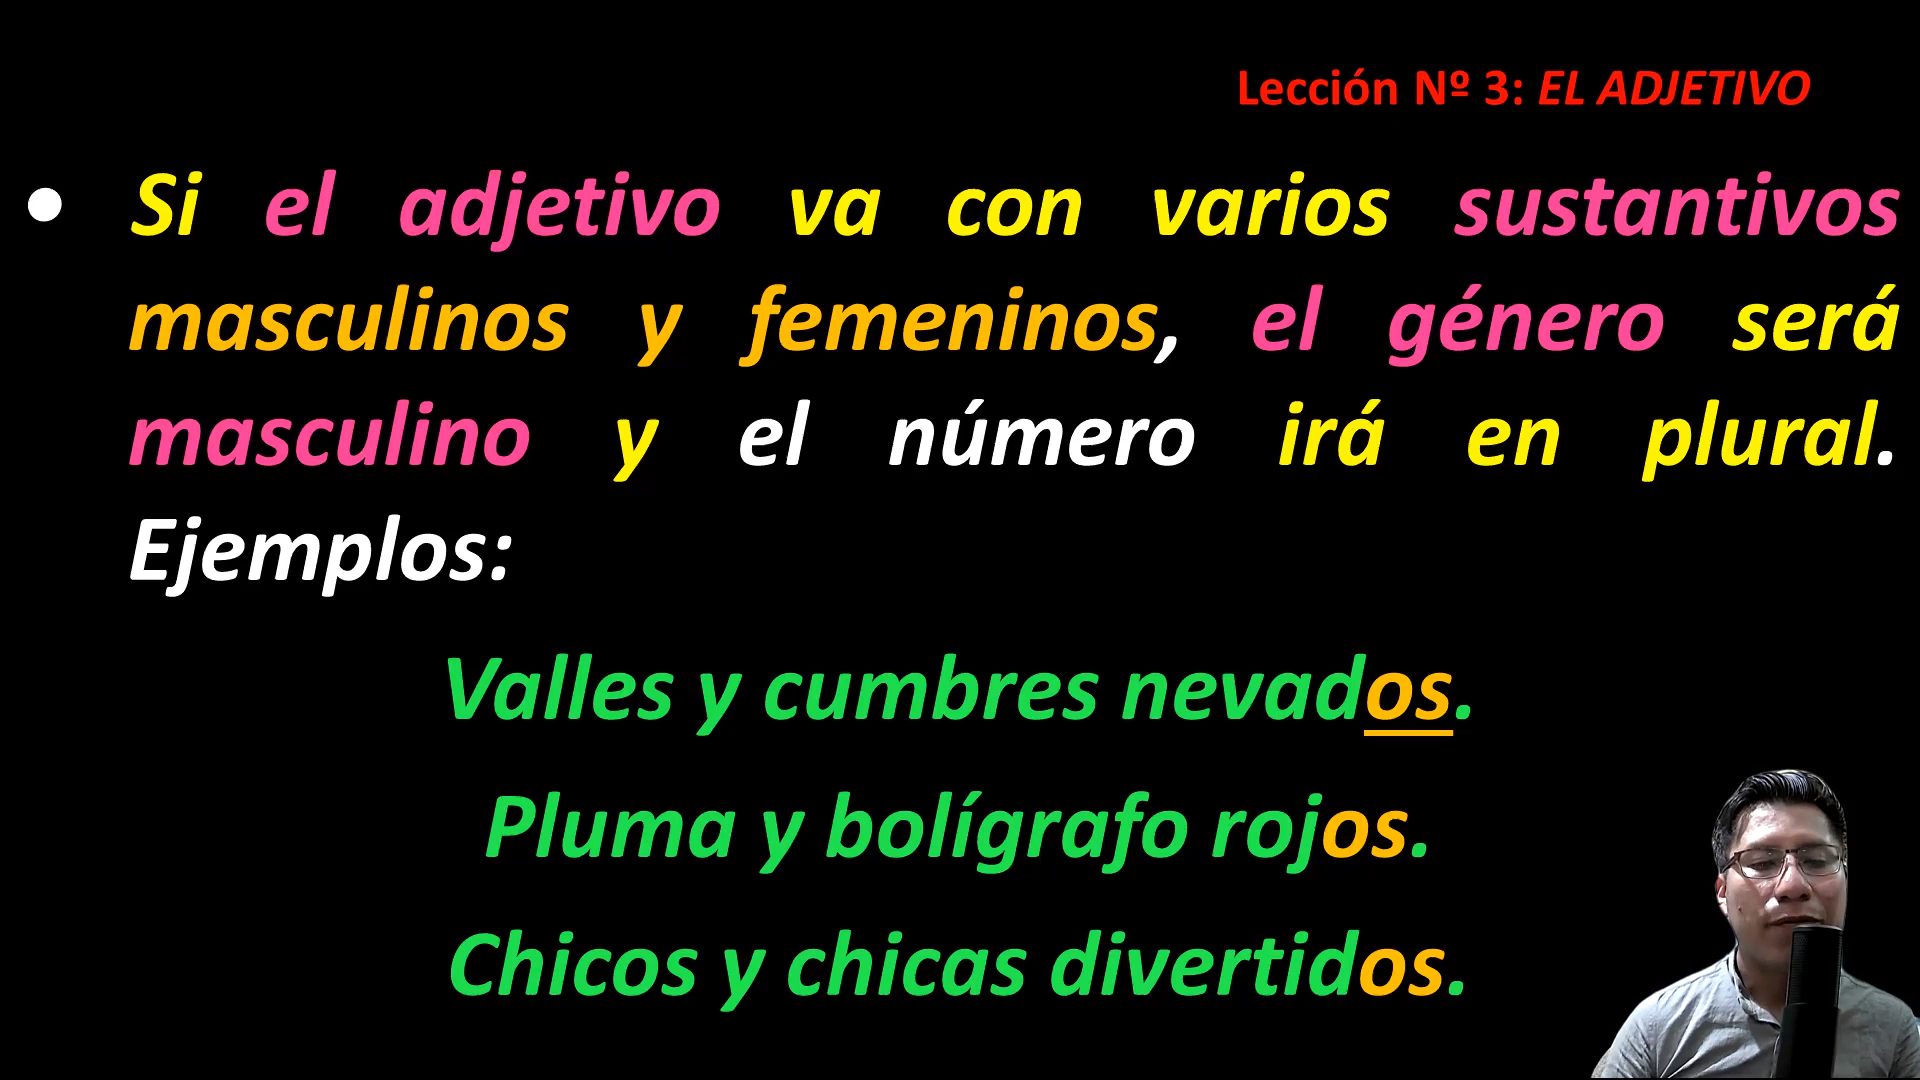 Lección Nº 3: EL ADJETIVO
• Si el adjetivo va con varios sustantivos
masculinos y femeninos, el género será
masculino y el número irá en plural.
Ejemplos:
Valles y cumbres nevados.
Pluma y bolígrafo rojos.
Chicos y chicas divertidos.